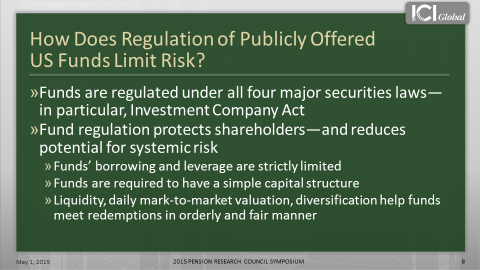 ICI Global
How Does Regulation of Publicly Offered
US Funds Limit Risk?
»Funds are regulated under all four major securities laws—
in particular, Investment Company Act
»Fund regulation protects shareholders—and reduces
potential for systemic risk
»Funds' borrowing and leverage are strictly limited
»Funds are required to have a simple capital structure
»Liquidity, daily mark-to-market valuation, diversification help funds
meet redemptions in orderly and fair manner
May 1, 2015 2015 PENSION RESEARCH COUNCIL SYMPOSIUM 8